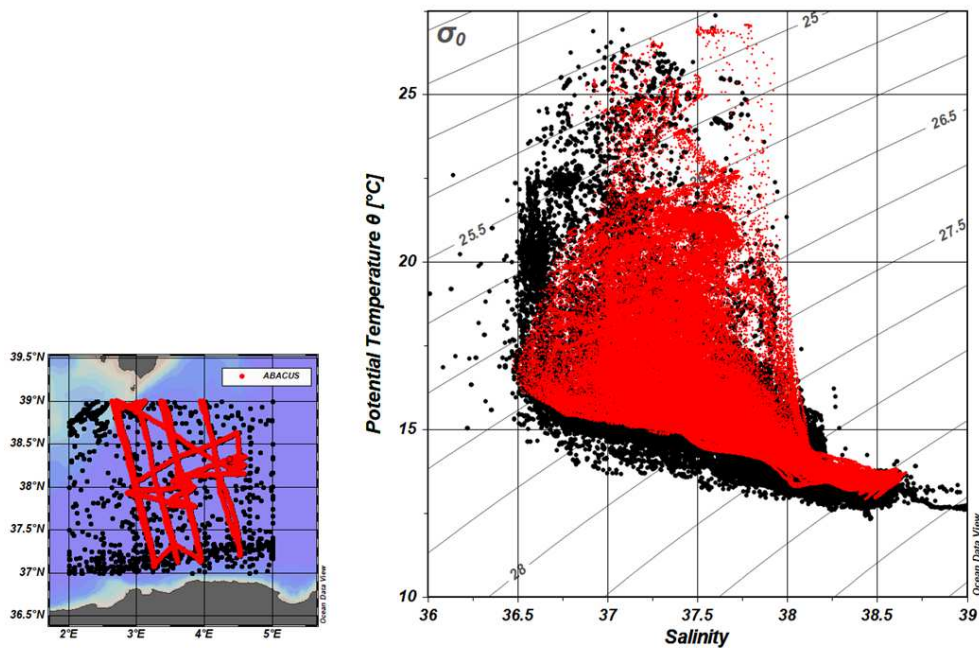 39.5°N
39°N
38.5°N
38°N
37.5°N
37°N
36.5°N
2°E
3°E
4°E
5°E
ABACUS
Ocean Data View
σ0
Potential Temperature θ [°C]
25
20
15
10
36
36.5
37
37.5
38
38.5
39
Salinity
25
25.5
26.5
27.5
28
Ocean Data View